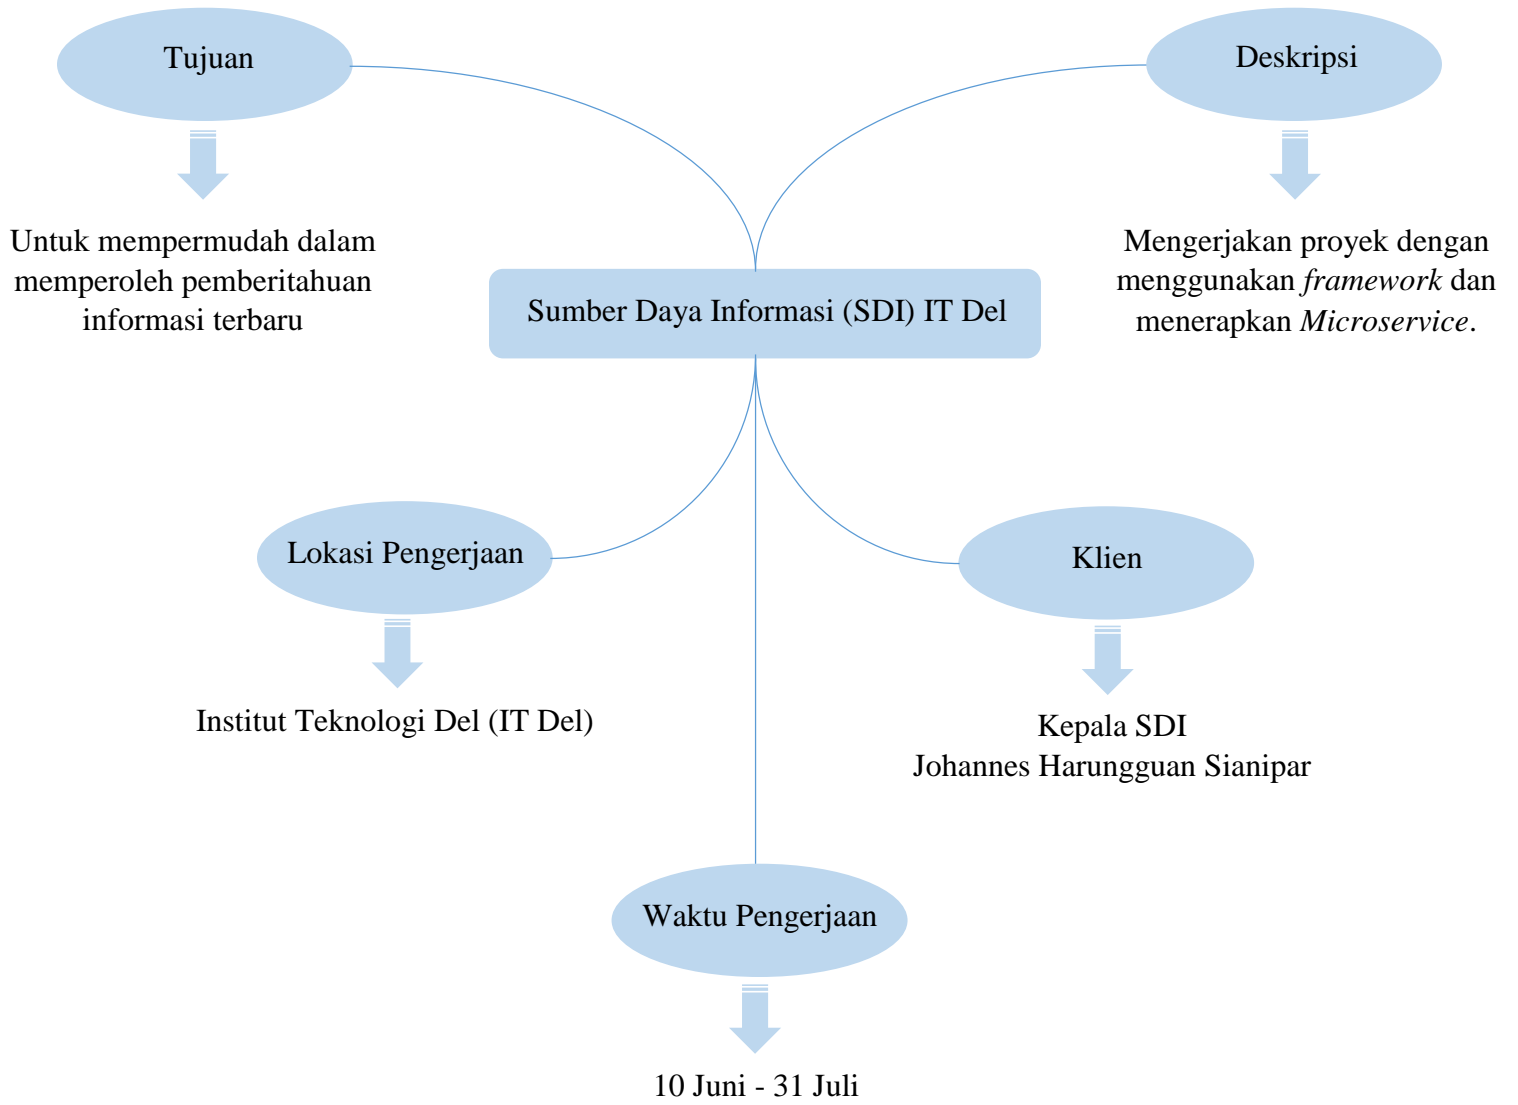 Tujuan
Deskripsi
Untuk mempermudah dalam
memperoleh pemberitahuan
informasi terbaru
Mengerjakan proyek dengan
menggunakan framework dan
menerapkan Microservice.
Sumber Daya Informasi (SDI) IT Del
Lokasi Pengerjaan
Klien
Institut Teknologi Del (IT Del)
Kepala SDI
Johannes Harungguan Sianipar
Waktu Pengerjaan
10 Juni - 31 Juli